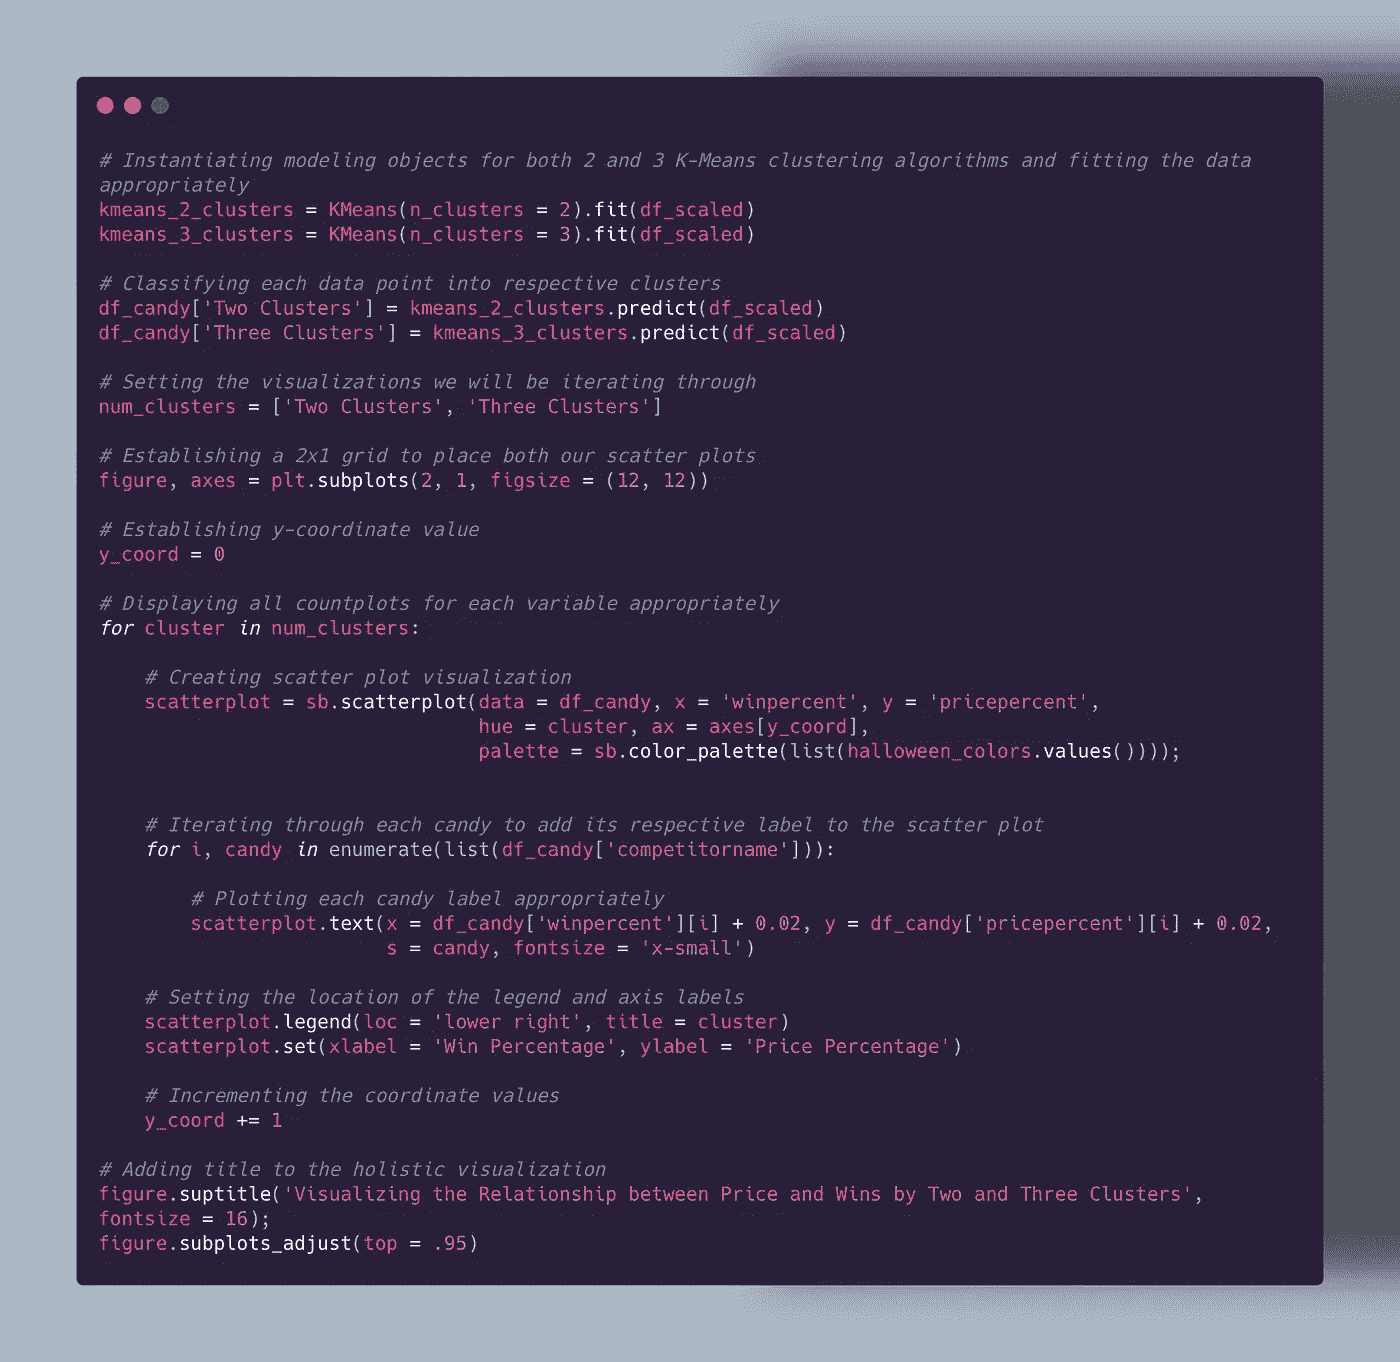 # Instantiating modeling objects for both 2 and 3 K-Means clustering algorithms and fitting the data
appropriately
kmeans_2_clusters = KMeans(n_clusters = 2).fit(df_scaled)
kmeans_3_clusters = KMeans(n_clusters = 3).fit(df_scaled)

# Classifying each data point into respective clusters
df_candy['Two Clusters'] = kmeans_2_clusters.predict(df_scaled)
df_candy['Three Clusters'] = kmeans_3_clusters.predict(df_scaled)

# Setting the visualizations we will be iterating through
num_clusters = ['Two Clusters', 'Three Clusters']

# Establishing a 2x1 grid to place both our scatter plots
figure, axes = plt.subplots(2, 1, figsize = (12, 12))

# Establishing y-coordinate value
y_coord = 0

# Displaying all countplots for each variable appropriately
for cluster in num_clusters:

    # Creating scatter plot visualization
    scatterplot = sb.scatterplot(data = df_candy, x = 'winpercent', y = 'pricepercent',
                                 hue = cluster, ax = axes[y_coord],
                                 palette = sb.color_palette(list(halloween_colors.values())));


    # Iterating through each candy to add its respective label to the scatter plot
    for i, candy in enumerate(list(df_candy['competitorname'])):

        # Plotting each candy label appropriately
        scatterplot.text(x = df_candy['winpercent'][i] + 0.02, y = df_candy['pricepercent'][i] + 0.02,
                         s = candy, fontsize = 'x-small')

    # Setting the location of the legend and axis labels
    scatterplot.legend(loc = 'lower right', title = cluster)
    scatterplot.set(xlabel = 'Win Percentage', ylabel = 'Price Percentage')

    # Incrementing the coordinate values
    y_coord += 1

# Adding title to the holistic visualization
figure.suptitle('Visualizing the Relationship between Price and Wins by Two and Three Clusters',
fontsize = 16);
figure.subplots_adjust(top = .95)